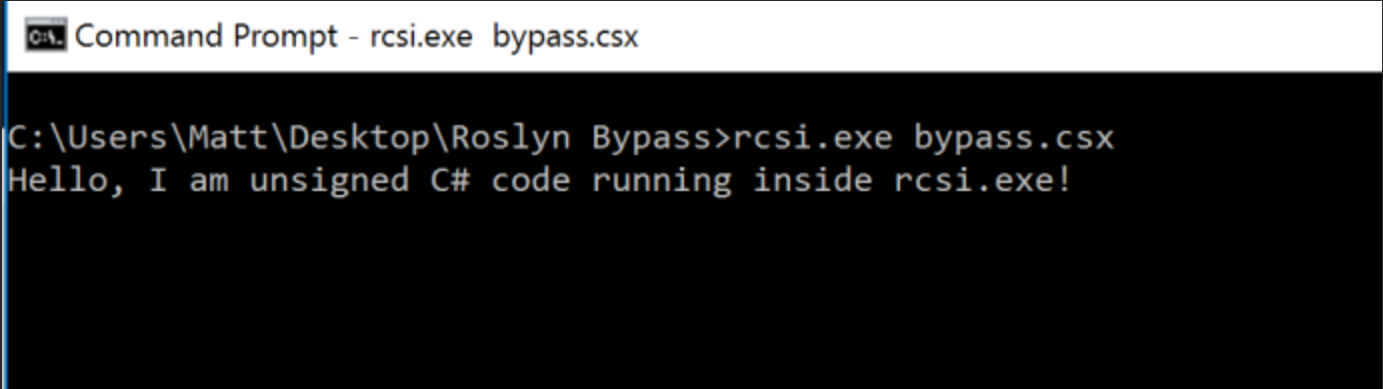 Command Prompt - rcsi.exe  bypass.csx
C:\Users\Matt\Desktop\Roslyn Bypass>rcsi.exe bypass.csx
Hello, I am unsigned C# code running inside rcsi.exe!